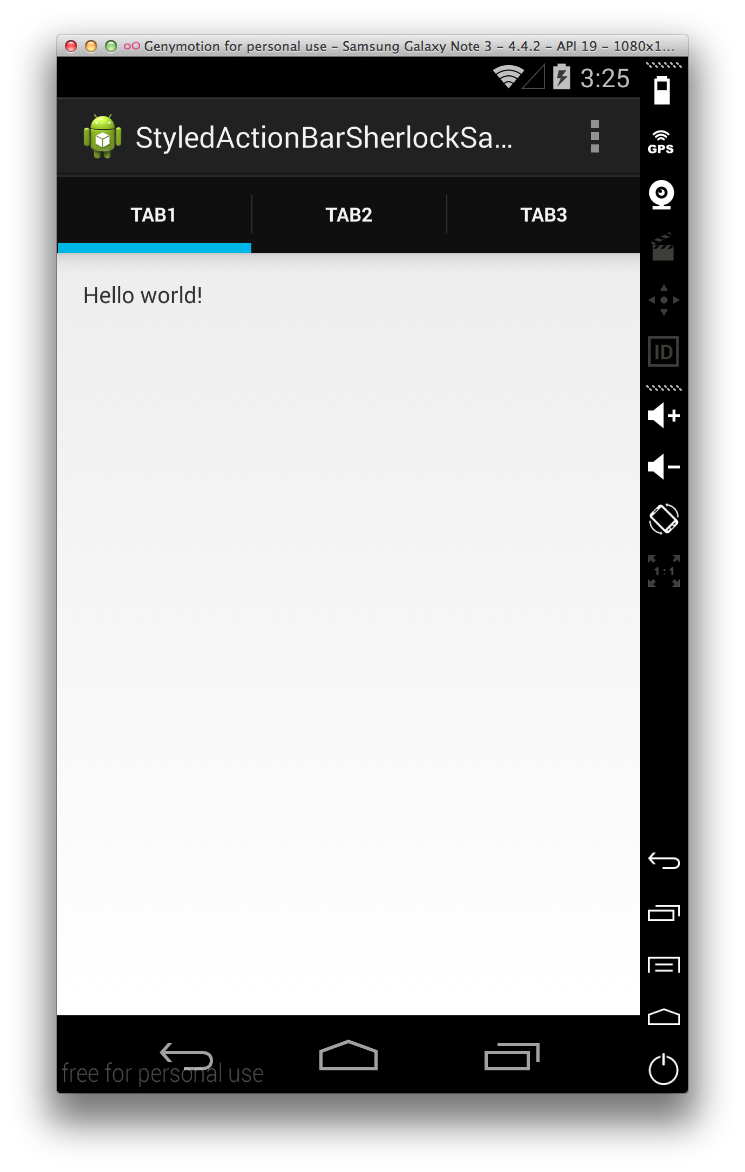 Genymotion for personal use – Samsung Galaxy Note 3 – 4.4.2 – API 19 – 1080x1...
3:25
StyledActionBarSherlockSa...
GPS
TAB1 TAB2 TAB3
Hello world!
ID
1:1
free for personal use